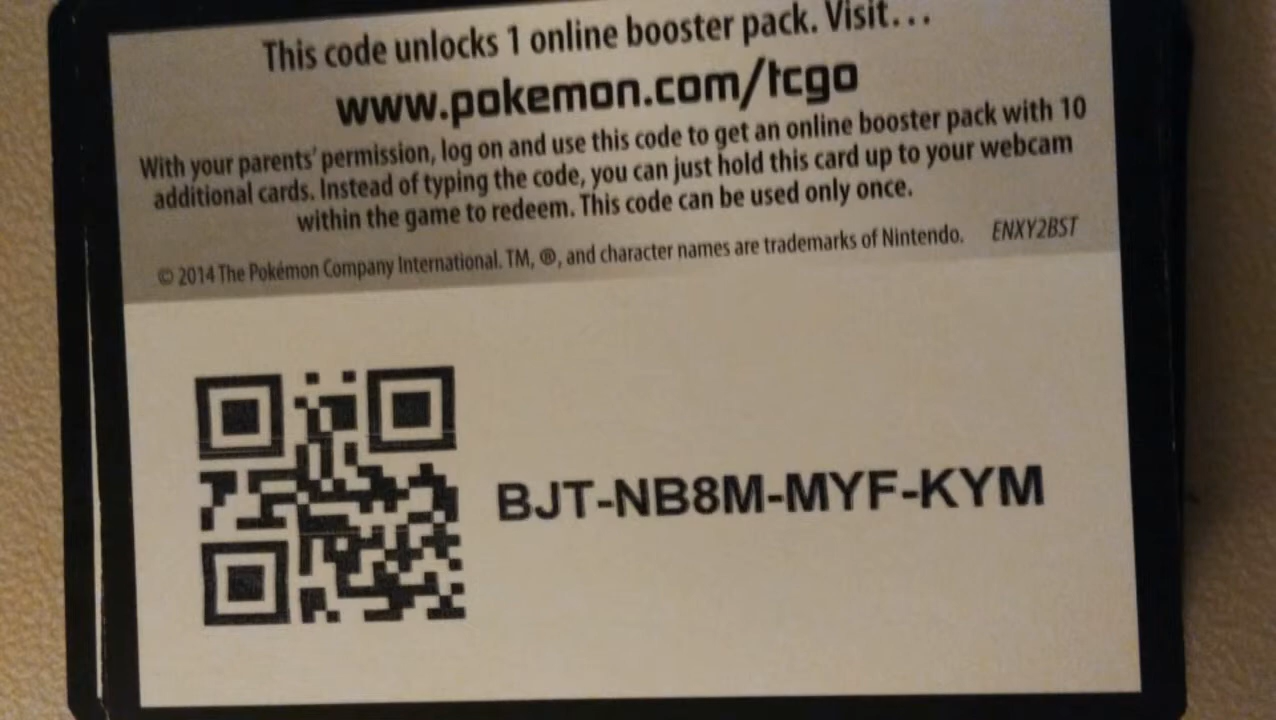 This code unlocks 1 online booster pack. Visit...
www.pokemon.com/tcgo
With your parents' permission, log on and use this code to get an online booster pack with 10
additional cards. Instead of typing the code, you can just hold this card up to your webcam
within the game to redeem. This code can be used only once.
© 2014 The Pokémon Company International. TM, ®, and character names are trademarks of Nintendo. ENXY2BST
BJT-NB8M-MYF-KYM